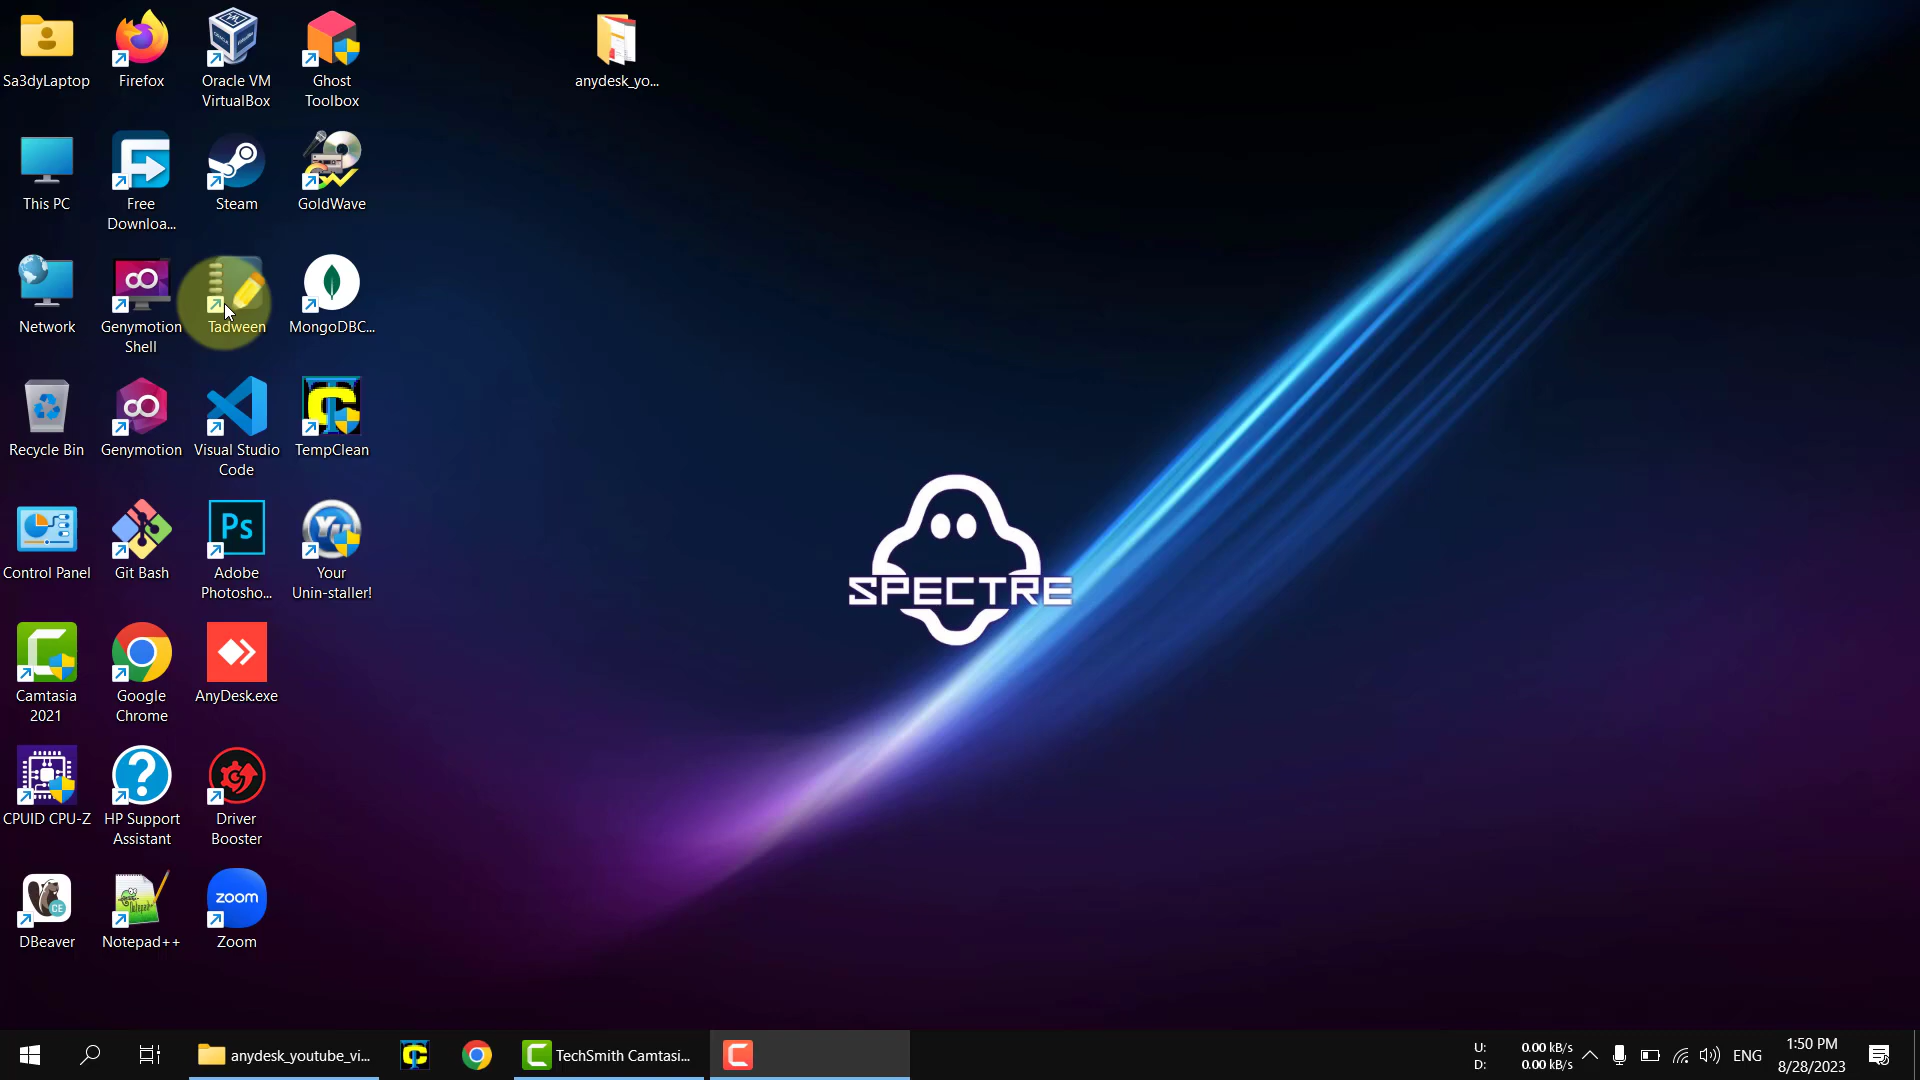 Sa3dyLaptop
Firefox
Oracle VM
VirtualBox
Ghost
Toolbox
anydesk_yo...
This PC
Free
Downloa...
Steam
GoldWave
Network
Genymotion
Shell
Tadween
MongoDBC...
Recycle Bin
Genymotion
Visual Studio
Code
TempClean
Control Panel
Git Bash
Ps
Adobe
Photosho...
Your
Unin-staller!
SPECTRE
Camtasia
2021
Google
Chrome
AnyDesk.exe
CPUID CPU-Z
HP Support
Assistant
Driver
Booster
DBeaver
Notepad++
zoom
Zoom
anydesk_youtube_vi...
TechSmith Camtasi...
U: 0.00 kB/s
D: 0.00 kB/s
ENG
1:50 PM
8/28/2023